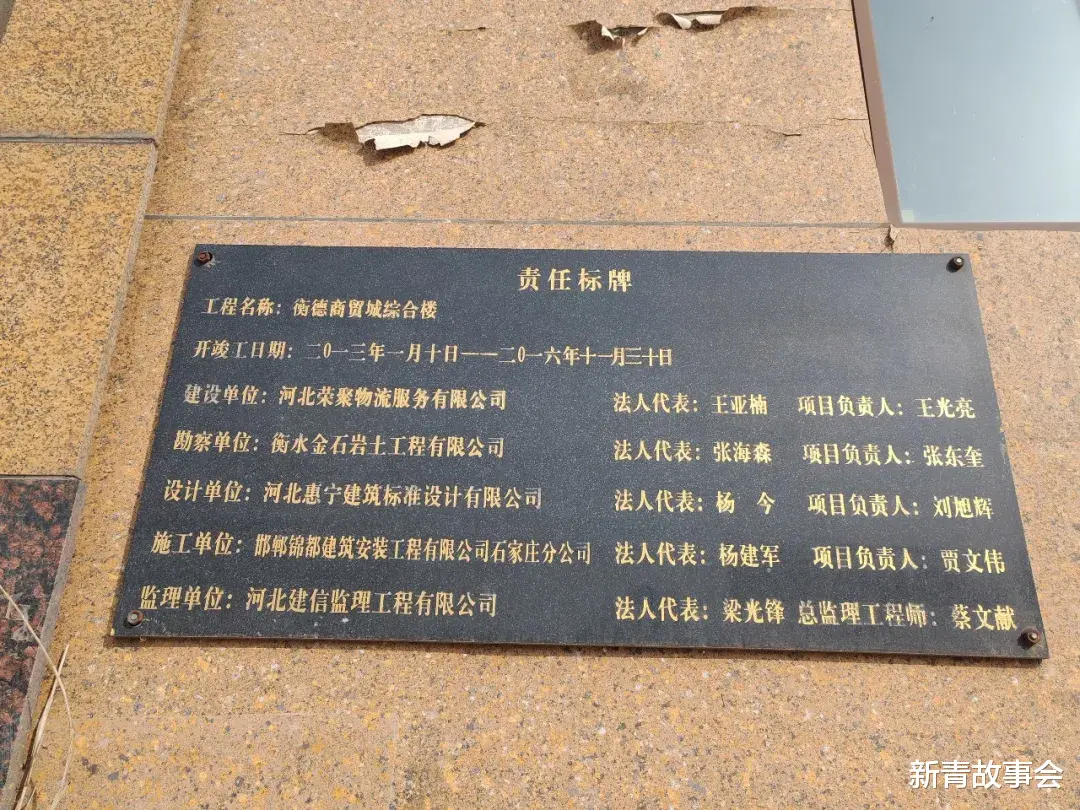 责任标牌
工程名称：衡德商贸城综合楼
开竣工日期：二〇一三年一月十日——二〇一六年十一月三十日
建设单位：河北荣聚物流服务有限公司 法人代表：王亚楠 项目负责人：王光亮
勘察单位：衡水金石岩土工程有限公司 法人代表：张海森 项目负责人：张东奎
设计单位：河北惠宁建筑标准设计有限公司 法人代表：杨 今 项目负责人：刘旭辉
施工单位：邯郸锦都建筑安装工程有限公司石家庄分公司 法人代表：杨建军 项目负责人：贾文伟
监理单位：河北建信监理工程有限公司 法人代表：梁光锋 总监理工程师：蔡文献
新青故事会